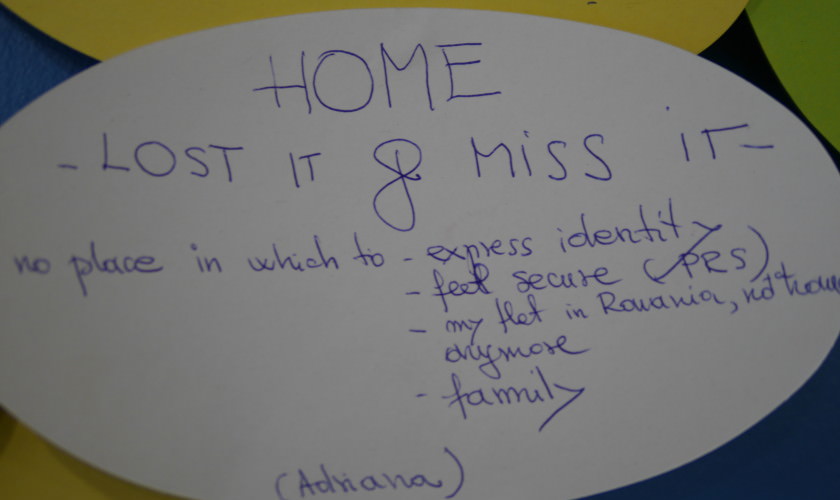 HOME
- LOST IT & MISS IT -
no place in which to - express identity
- feel secure (PRS)
- my flat in Romania, not home
anymore
- family
(Adriana)